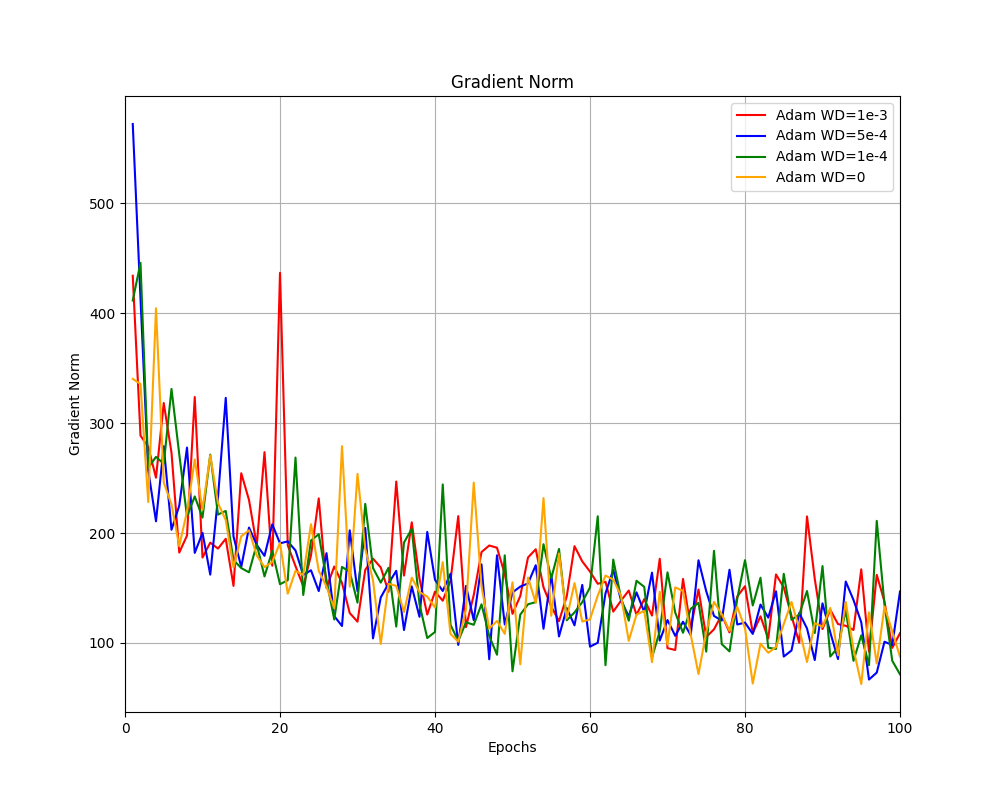 Gradient Norm
Adam WD=1e-3
Adam WD=5e-4
Adam WD=1e-4
Adam WD=0
Gradient Norm
500
400
300
200
100
0 20 40 60 80 100
Epochs